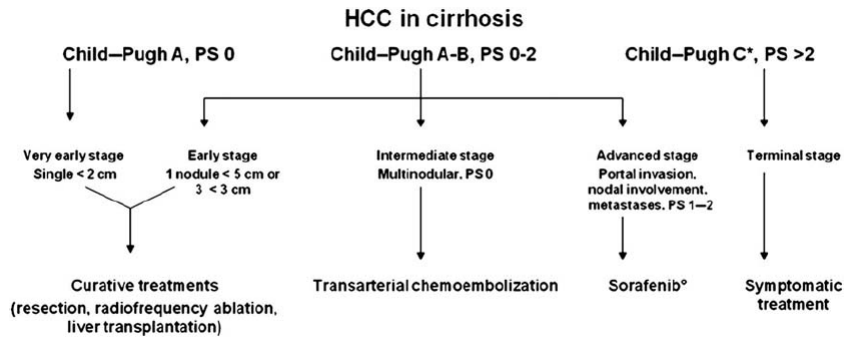 HCC in cirrhosis
Child–Pugh A, PS 0
Child–Pugh A-B, PS 0-2
Child–Pugh C*, PS >2
Very early stage
Single < 2 cm
Early stage
1 nodule < 5 cm or
3 < 3 cm
Intermediate stage
Multinodular. PS 0
Advanced stage
Portal invasion.
nodal involvement.
metastases. PS 1–2
Terminal stage
Curative treatments
(resection, radiofrequency ablation,
liver transplantation)
Transarterial chemoembolization
Sorafenib°
Symptomatic
treatment